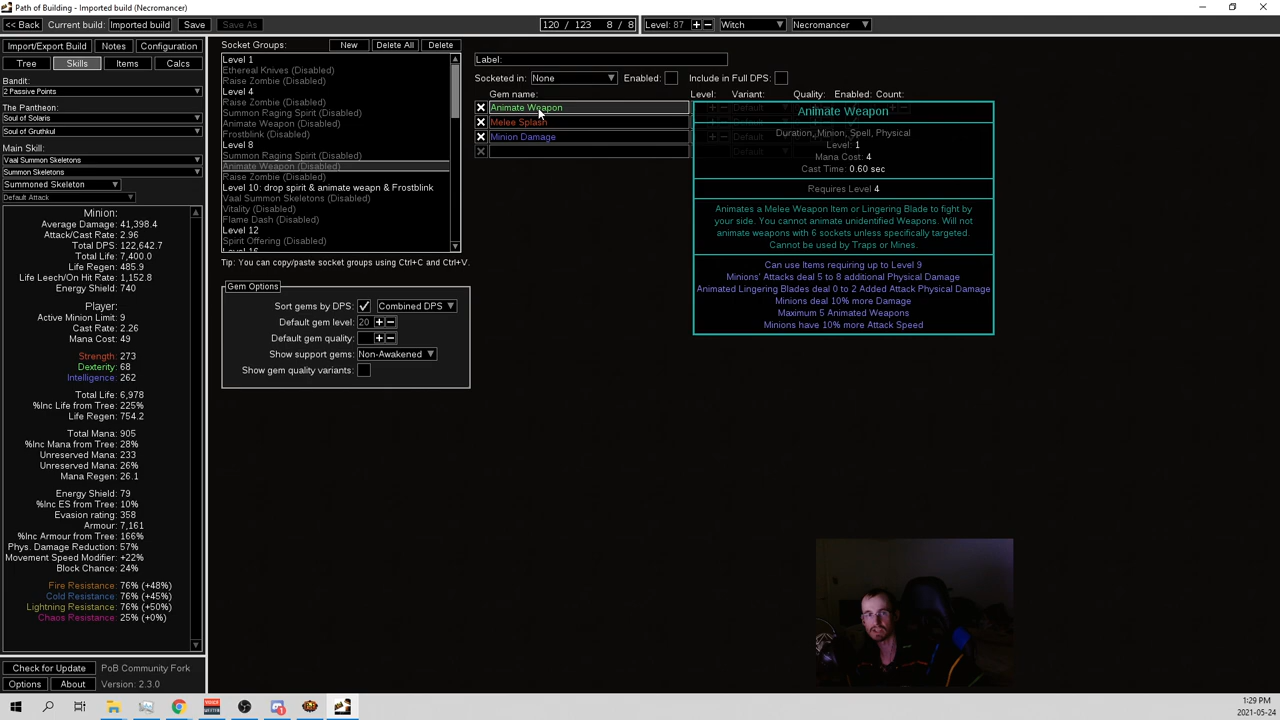 Path of Building - Imported build (Necromancer)
<< Back Current build: Imported build Save Save As 120 / 123 8 / 8 Level: 87 Witch Necromancer
Import/Export Build Notes Configuration
Tree Skills Items Calcs
Bandit:
2 Passive Points
The Pantheon:
Soul of Solaris
Soul of Gruthkul
Main Skill:
Vaal Summon Skeletons
Summon Skeletons
Summoned Skeleton
Default Attack
Minion:
Average Damage: 41,398.4
Attack/Cast Rate: 2.96
Total DPS: 122,642.7
Total Life: 7,400.0
Life Regen: 485.9
Life Leech/On Hit Rate: 1,152.8
Energy Shield: 740
Player:
Active Minion Limit: 9
Cast Rate: 2.26
Mana Cost: 49
Strength: 273
Dexterity: 68
Intelligence: 262
Total Life: 6,978
%Inc Life from Tree: 225%
Life Regen: 754.2
Total Mana: 905
%Inc Mana from Tree: 28%
Unreserved Mana: 233
Unreserved Mana: 26%
Mana Regen: 26.1
Energy Shield: 79
%Inc ES from Tree: 10%
Evasion rating: 358
Armour: 7,161
%Inc Armour from Tree: 166%
Phys. Damage Reduction: 57%
Movement Speed Modifier: +22%
Block Chance: 24%
Fire Resistance: 76% (+48%)
Cold Resistance: 76% (+45%)
Lightning Resistance: 76% (+50%)
Chaos Resistance: 25% (+0%)
Check for Update PoB Community Fork
Options About Version: 2.3.0
Socket Groups: New Delete All Delete
Level 1
Ethereal Knives (Disabled)
Raise Zombie (Disabled)
Level 4
Raise Zombie (Disabled)
Summon Raging Spirit (Disabled)
Animate Weapon (Disabled)
Frostblink (Disabled)
Level 8
Summon Raging Spirit (Disabled)
Animate Weapon (Disabled)
Raise Zombie (Disabled)
Level 10: drop spirit & animate weapn & Frostblink
Vaal Summon Skeletons (Disabled)
Vitality (Disabled)
Flame Dash (Disabled)
Level 12
Spirit Offering (Disabled)
Tip: You can copy/paste socket groups using Ctrl+C and Ctrl+V.
Gem Options
Sort gems by DPS: Combined DPS
Default gem level: 20
Default gem quality:
Show support gems: Non-Awakened
Show gem quality variants:
Label:
Socketed in: None Enabled: Include in Full DPS:
Gem name: Level: Variant: Quality: Enabled: Count:
Animate Weapon
Melee Splash
Minion Damage
Default
Animate Weapon
Duration, Minion, Spell, Physical
Level: 1
Mana Cost: 4
Cast Time: 0.60 sec
Requires Level 4
Animates a Melee Weapon Item or Lingering Blade to fight by
your side. You cannot animate unidentified Weapons. Will not
animate weapons with 6 sockets unless specifically targeted.
Cannot be used by Traps or Mines.
Can use Items requiring up to Level 9
Minions' Attacks deal 5 to 8 additional Physical Damage
Animated Lingering Blades deal 0 to 2 Added Attack Physical Damage
Minions deal 10% more Damage
Maximum 5 Animated Weapons
Minions have 10% more Attack Speed
1:29 PM
2021-05-24